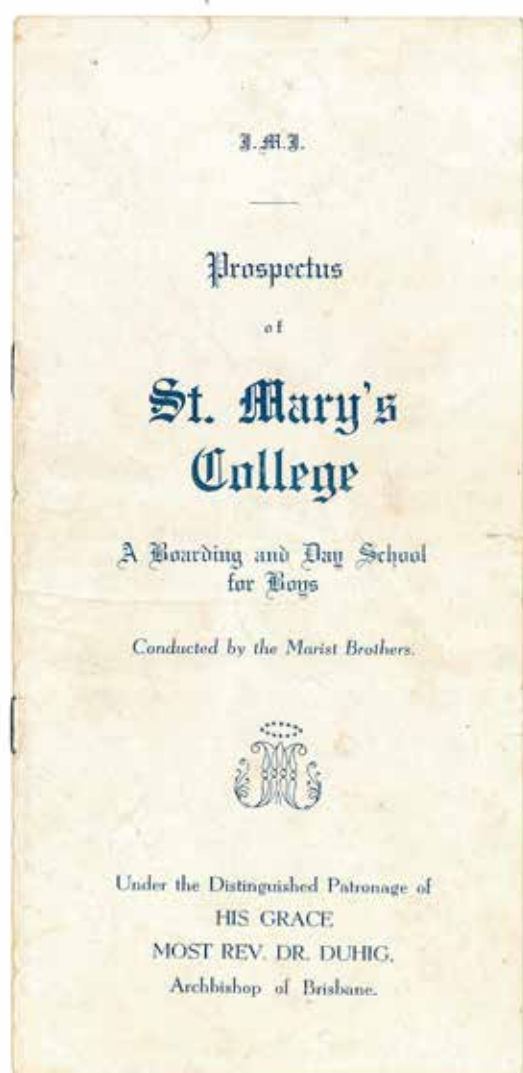 J.M.J.
Prospectus
of
St. Mary's
College
A Boarding and Day School
for Boys
Conducted by the Marist Brothers.
Under the Distinguished Patronage of
HIS GRACE
MOST REV. DR. DUHIG,
Archbishop of Brisbane.